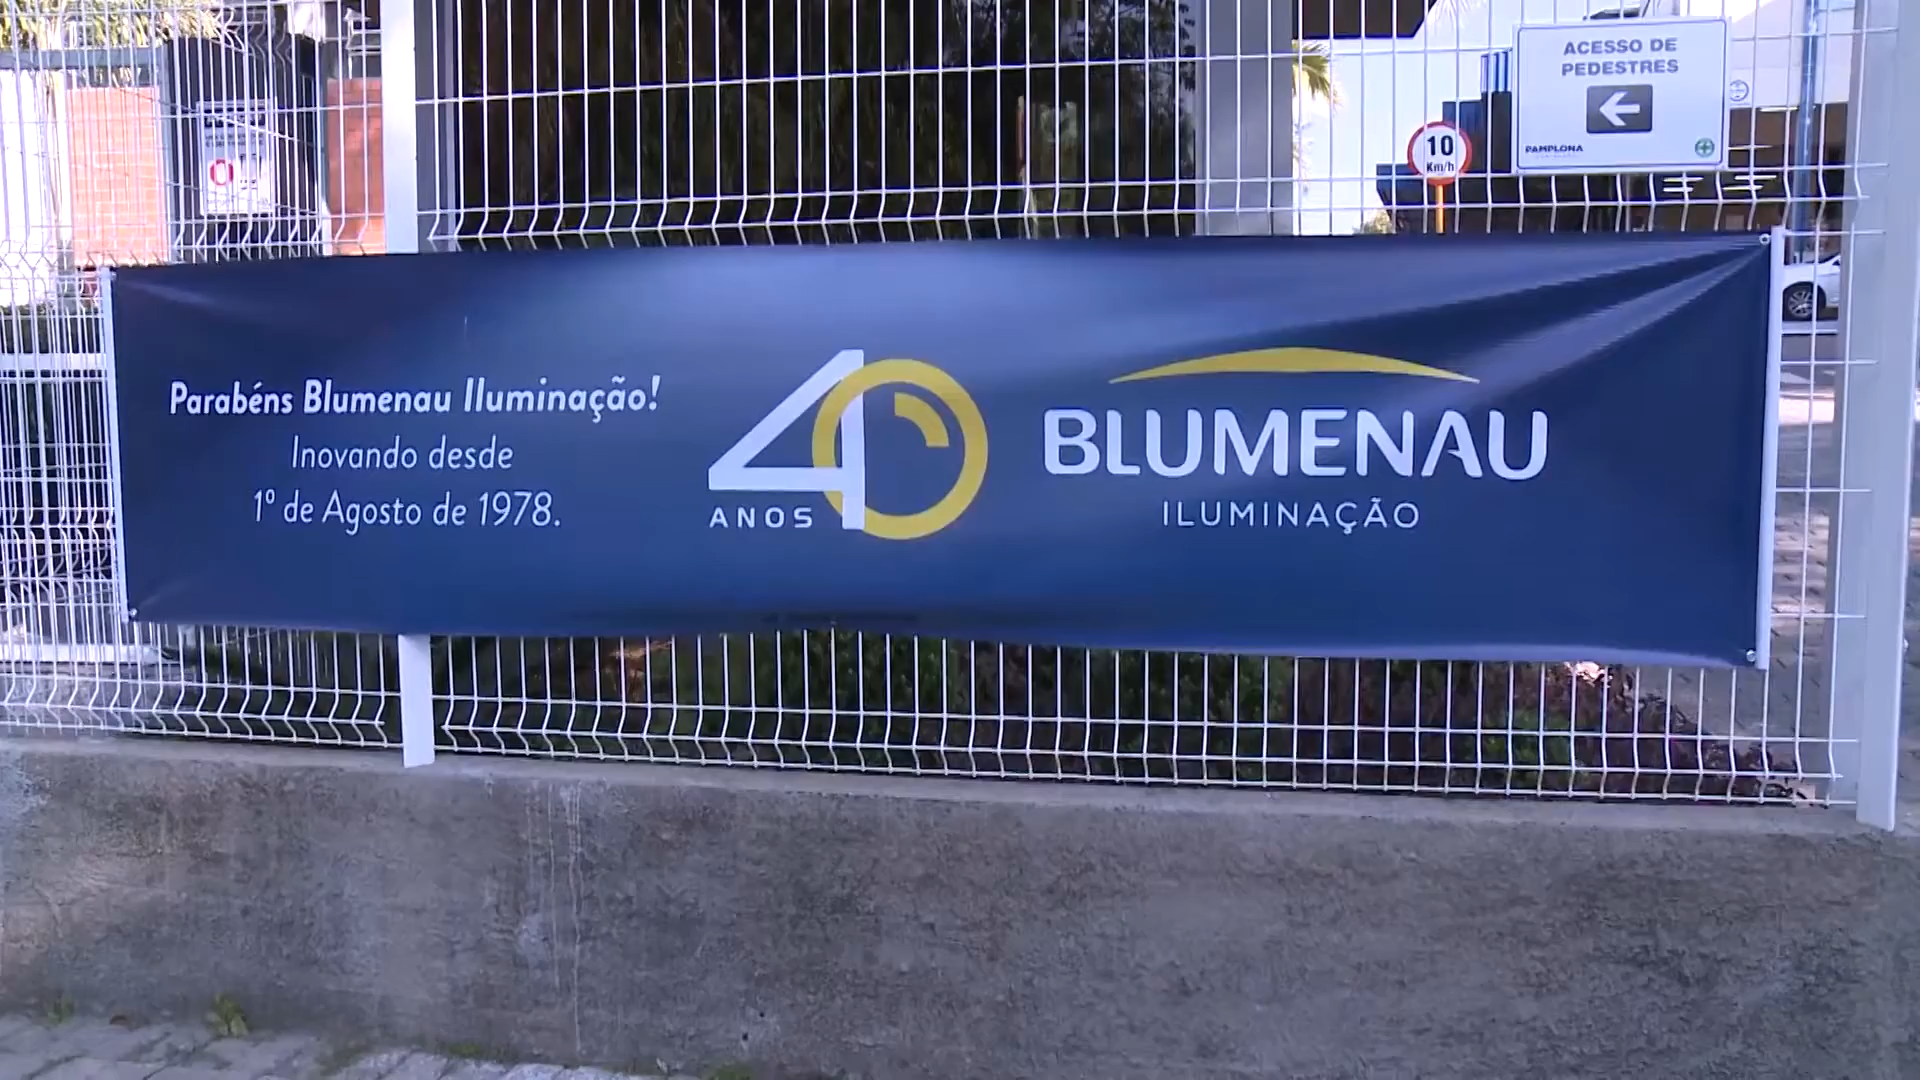 ACESSO DE
PEDESTRES
PAMPLONA
10
Km/h
Parabéns Blumenau Iluminação!
Inovando desde
1º de Agosto de 1978.
40
ANOS
BLUMENAU
ILUMINAÇÃO